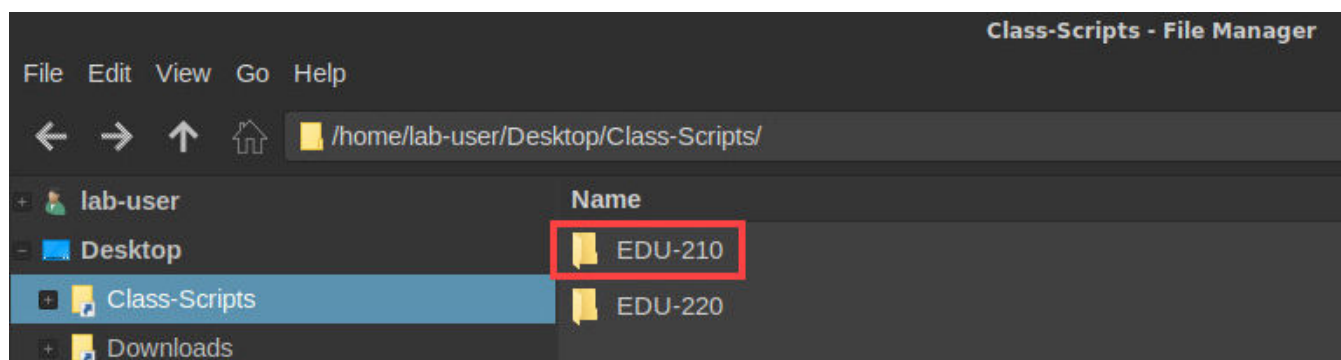 Class-Scripts - File Manager
File Edit View Go Help
/home/lab-user/Desktop/Class-Scripts/
lab-user
Name
Desktop
EDU-210
Class-Scripts
EDU-220
Downloads